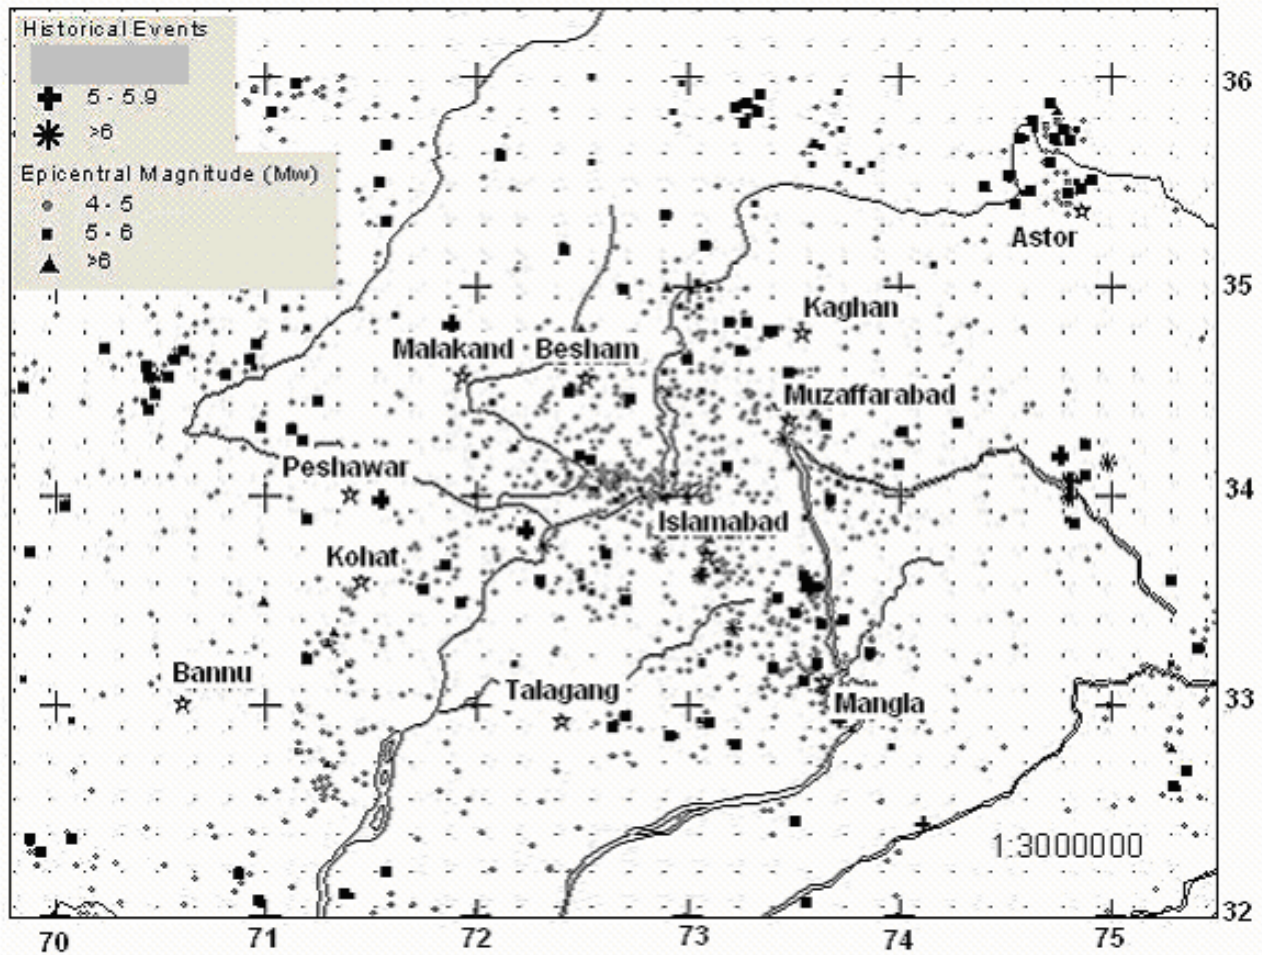 Historical Events
5 - 5.9
>6
Epicentral Magnitude (Mw)
4 - 5
5 - 6
>6
36
Astor
35
Kaghan
Malakand Besham
Muzaffarabad
Peshawar
34
Islamabad
Kohat
Bannu
Talagang
33
Mangla
1:3000000
32
70 71 72 73 74 75